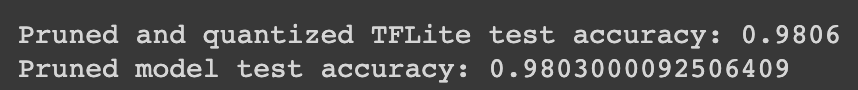 Pruned and quantized TFLite test accuracy: 0.9806
Pruned model test accuracy: 0.9803000092506409